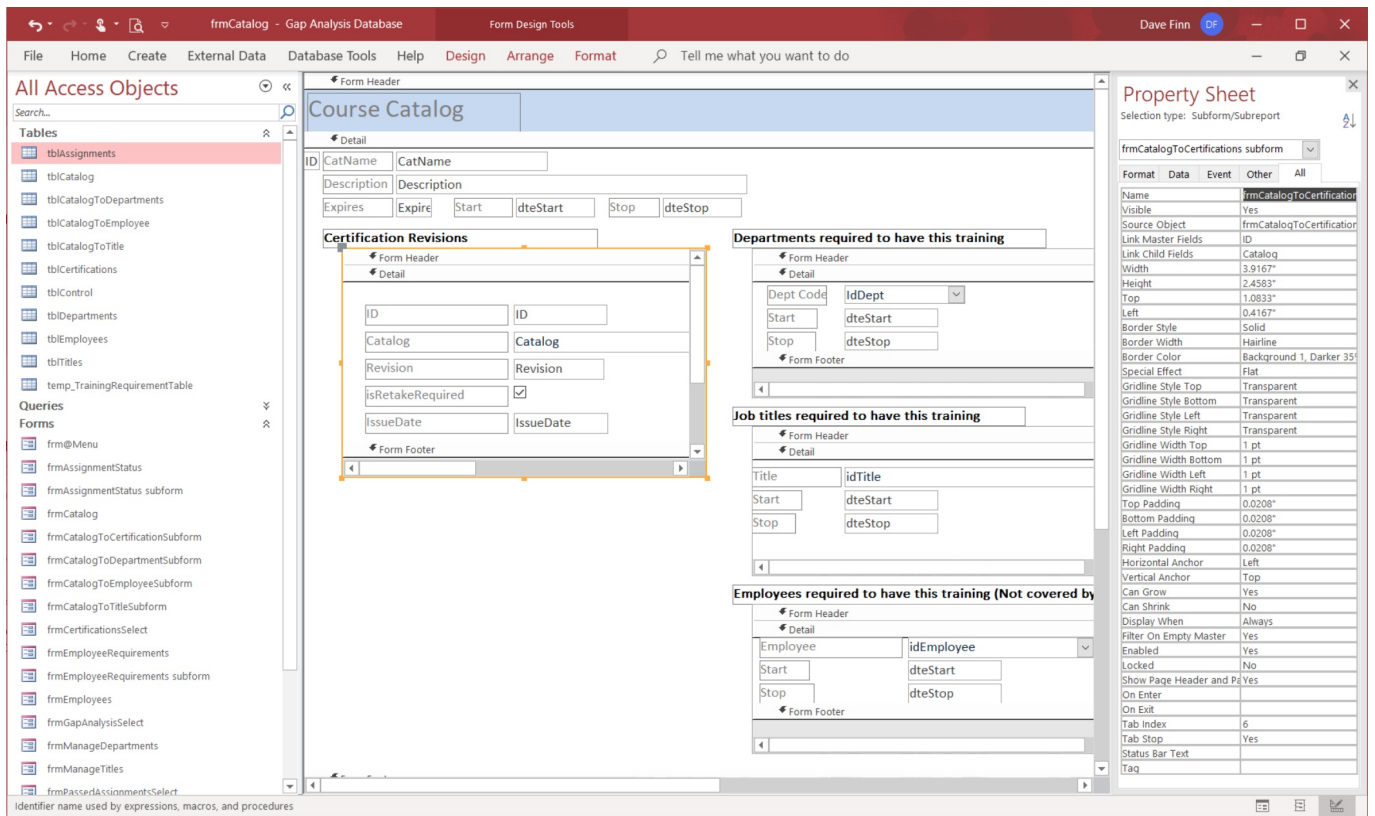 frmCatalog - Gap Analysis Database
Form Design Tools
Dave Finn
DF
File Home Create External Data Database Tools Help Design Arrange Format Tell me what you want to do
All Access Objects
Search...
Tables
tblAssignments
tblCatalog
tblCatalogToDepartments
tblCatalogToEmployee
tblCatalogToTitle
tblCertifications
tblControl
tblDepartments
tblEmployees
tblTitles
temp_TrainingRequirementTable
Queries
Forms
frm@Menu
frmAssignmentStatus
frmAssignmentStatus subform
frmCatalog
frmCatalogToCertificationSubform
frmCatalogToDepartmentSubform
frmCatalogToEmployeeSubform
frmCatalogToTitleSubform
frmCertificationsSelect
frmEmployeeRequirements
frmEmployeeRequirements subform
frmEmployees
frmGapAnalysisSelect
frmManageDepartments
frmManageTitles
frmPassedAssignmentsSelect
Form Header
Course Catalog
Detail
ID CatName CatName
Description Description
Expires Expire Start dteStart Stop dteStop
Certification Revisions
Form Header
Detail
ID ID
Catalog Catalog
Revision Revision
isRetakeRequired
IssueDate IssueDate
Form Footer
Departments required to have this training
Form Header
Detail
Dept Code IdDept
Start dteStart
Stop dteStop
Form Footer
Job titles required to have this training
Form Header
Detail
Title idTitle
Start dteStart
Stop dteStop
Employees required to have this training (Not covered by
Form Header
Detail
Employee idEmployee
Start dteStart
Stop dteStop
Form Footer
Property Sheet
Selection type: Subform/Subreport
frmCatalogToCertifications subform
Format Data Event Other All
Name frmCatalogToCertification
Visible Yes
Source Object frmCatalogToCertification
Link Master Fields ID
Link Child Fields Catalog
Width 3.9167"
Height 2.4583"
Top 1.0833"
Left 0.4167"
Border Style Solid
Border Width Hairline
Border Color Background 1, Darker 35%
Special Effect Flat
Gridline Style Top Transparent
Gridline Style Bottom Transparent
Gridline Style Left Transparent
Gridline Style Right Transparent
Gridline Width Top 1 pt
Gridline Width Bottom 1 pt
Gridline Width Left 1 pt
Gridline Width Right 1 pt
Top Padding 0.0208"
Bottom Padding 0.0208"
Left Padding 0.0208"
Right Padding 0.0208"
Horizontal Anchor Left
Vertical Anchor Top
Can Grow Yes
Can Shrink No
Display When Always
Filter On Empty Master Yes
Enabled Yes
Locked No
Show Page Header and Pa Yes
On Enter
On Exit
Tab Index 6
Tab Stop Yes
Status Bar Text
Tag
Identifier name used by expressions, macros, and procedures